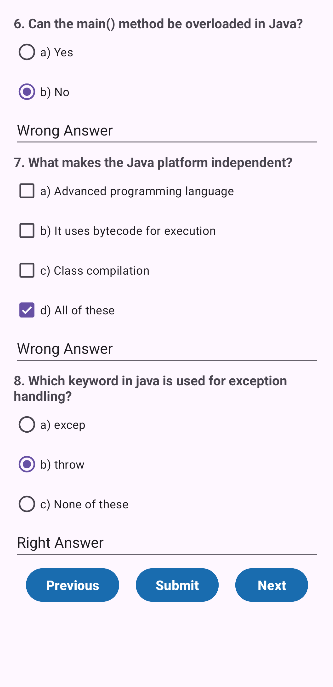 6. Can the main() method be overloaded in Java?
a) Yes
b) No
Wrong Answer
7. What makes the Java platform independent?
a) Advanced programming language
b) It uses bytecode for execution
c) Class compilation
d) All of these
Wrong Answer
8. Which keyword in java is used for exception
handling?
a) excep
b) throw
c) None of these
Right Answer
Previous Submit Next